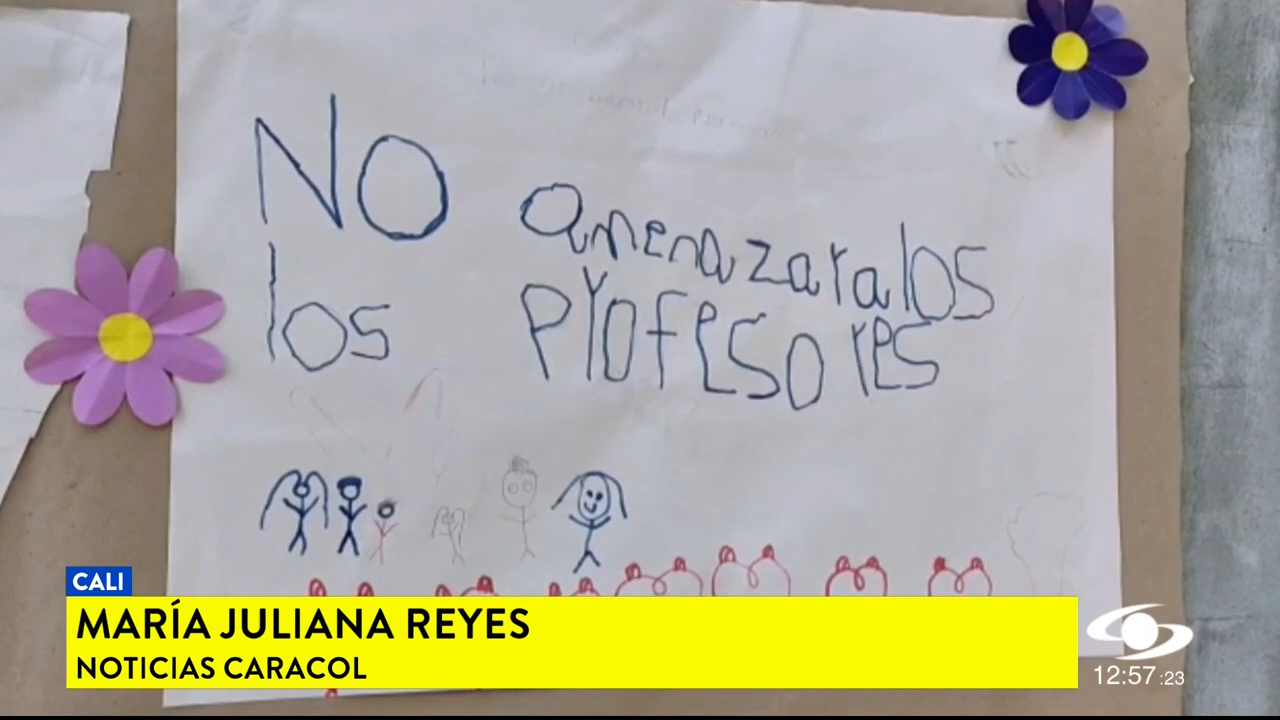 NO amenazar a los
los profesores
CALI
MARÍA JULIANA REYES
NOTICIAS CARACOL
12:57:23